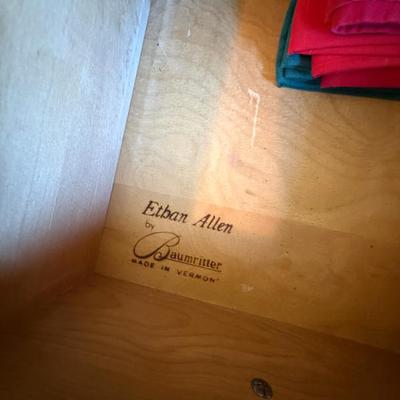 Ethan Allen
by
Baumritter
MADE IN VERMONT